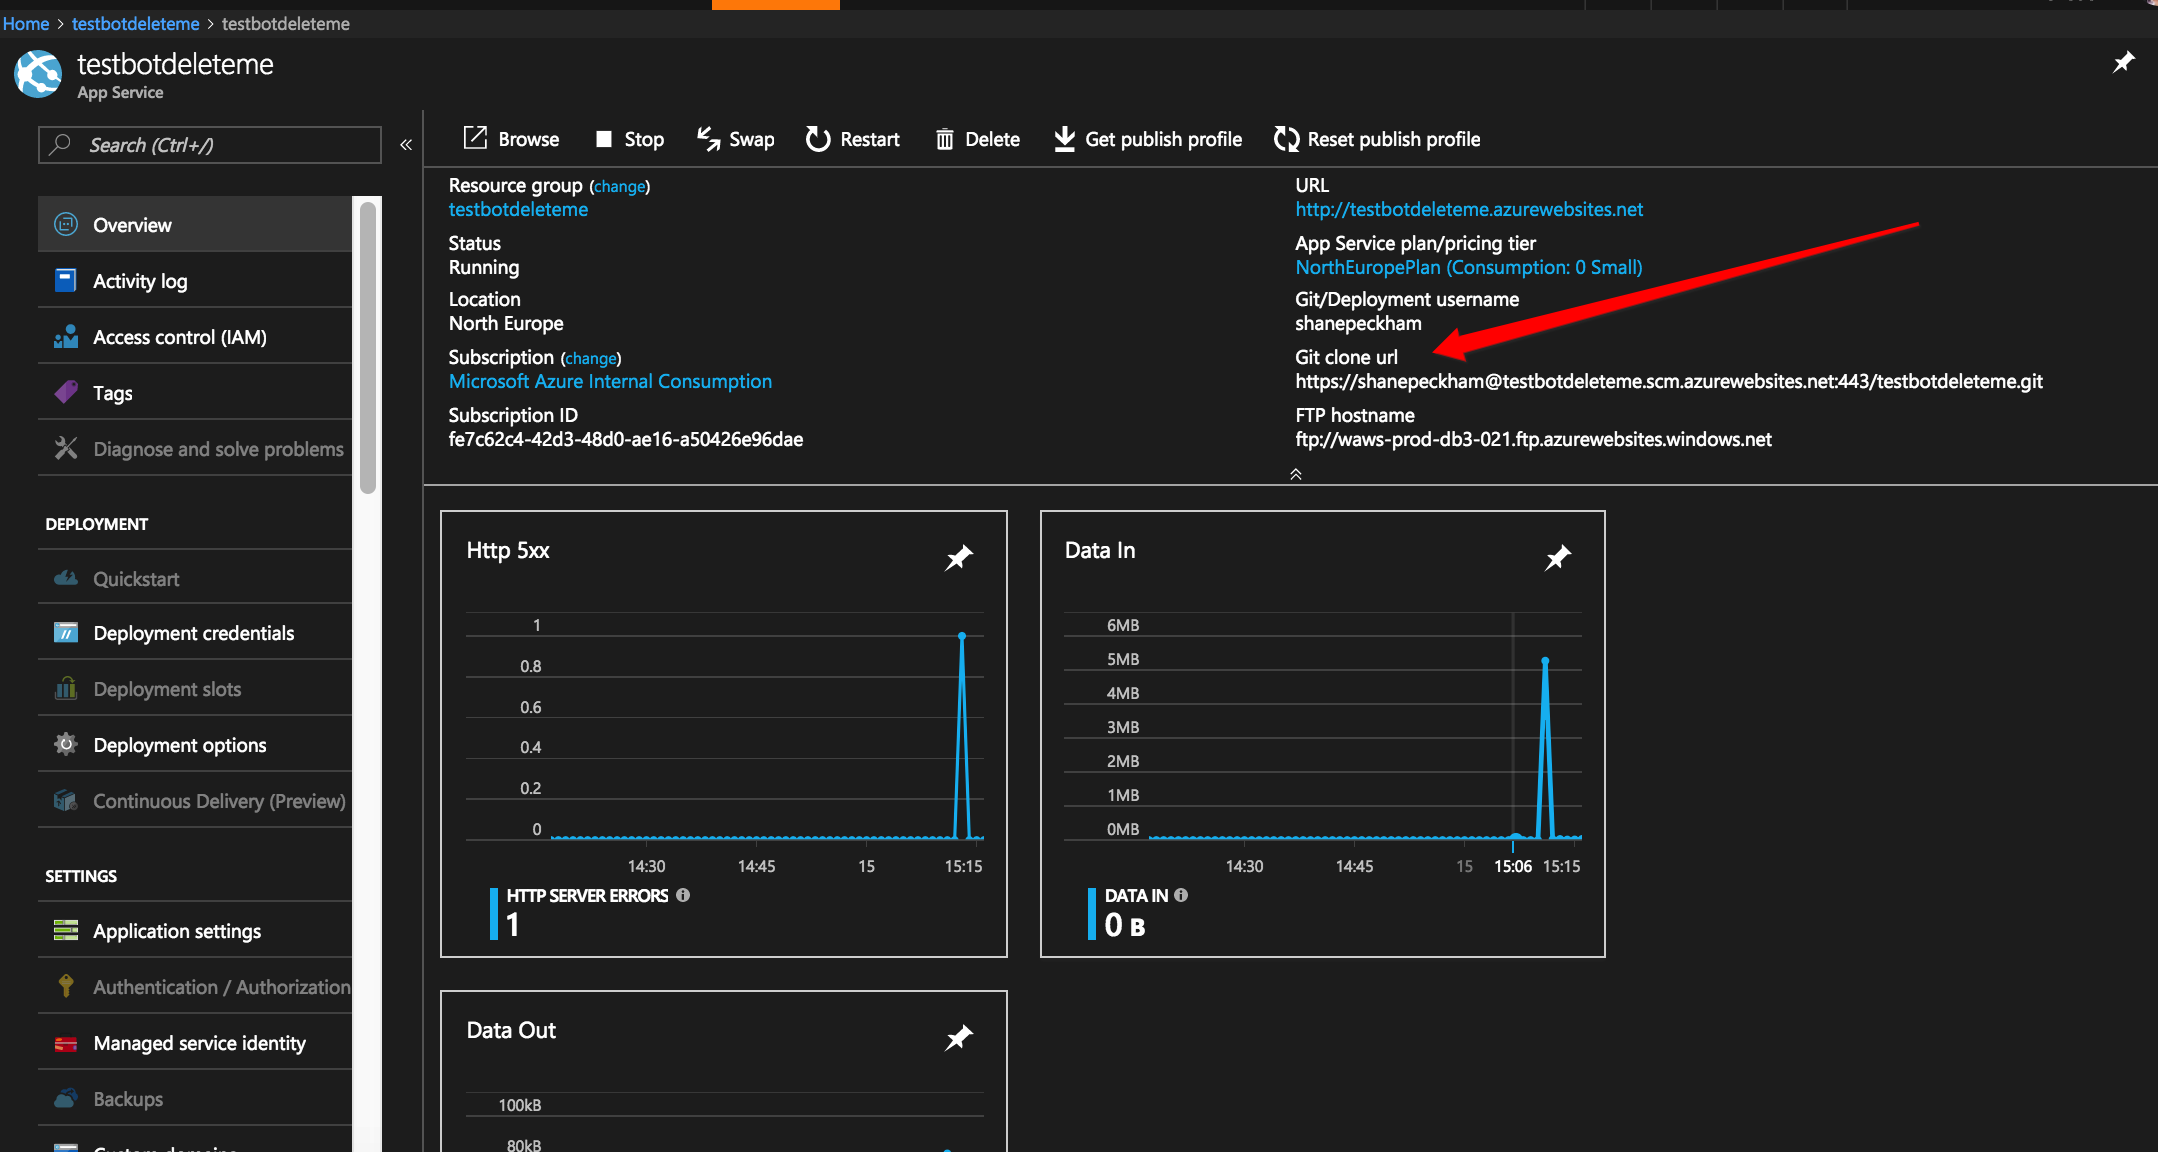 Home > testbotdeleteme > testbotdeleteme
testbotdeleteme
App Service
Search (Ctrl+/)
«
Overview
Activity log
Access control (IAM)
Tags
Diagnose and solve problems
DEPLOYMENT
Quickstart
Deployment credentials
Deployment slots
Deployment options
Continuous Delivery (Preview)
SETTINGS
Application settings
Authentication / Authorization
Managed service identity
Backups
Custom domains
Browse Stop Swap Restart Delete Get publish profile Reset publish profile
Resource group (change)
testbotdeleteme
Status
Running
Location
North Europe
Subscription (change)
Microsoft Azure Internal Consumption
Subscription ID
fe7c62c4-42d3-48d0-ae16-a50426e96dae
URL
http://testbotdeleteme.azurewebsites.net
App Service plan/pricing tier
NorthEuropePlan (Consumption: 0 Small)
Git/Deployment username
shanepeckham
Git clone url
https://shanepeckham@testbotdeleteme.scm.azurewebsites.net:443/testbotdeleteme.git
FTP hostname
ftp://waws-prod-db3-021.ftp.azurewebsites.windows.net
Http 5xx
1
0.8
0.6
0.4
0.2
0
14:30 14:45 15 15:15
HTTP SERVER ERRORS
1
Data In
6MB
5MB
4MB
3MB
2MB
1MB
0MB
14:30 14:45 15 15:06 15:15
DATA IN
0 B
Data Out
100kB
80kB